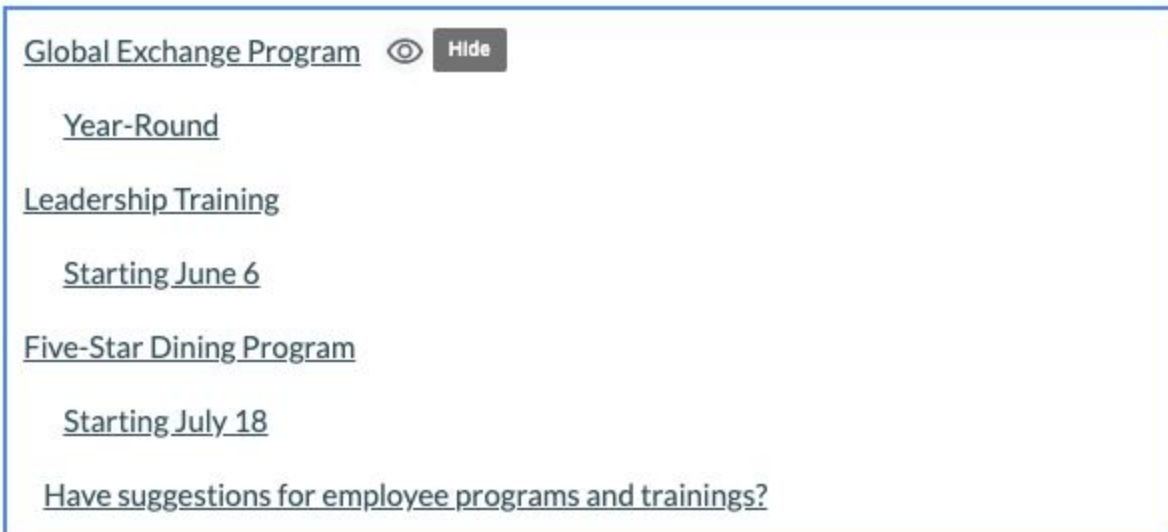 Global Exchange Program Hide
Year-Round
Leadership Training
Starting June 6
Five-Star Dining Program
Starting July 18
Have suggestions for employee programs and trainings?